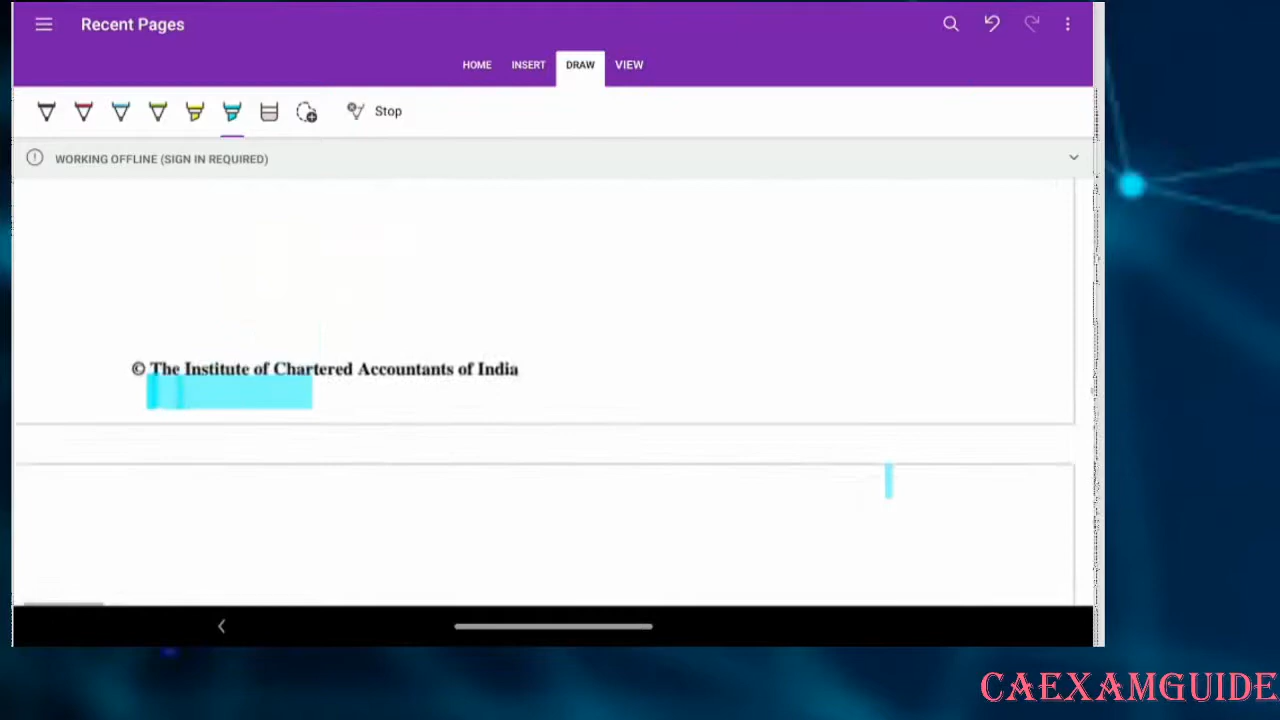 Recent Pages
HOME INSERT DRAW VIEW
Stop
WORKING OFFLINE (SIGN IN REQUIRED)
© The Institute of Chartered Accountants of India
CAEXAMGUIDE